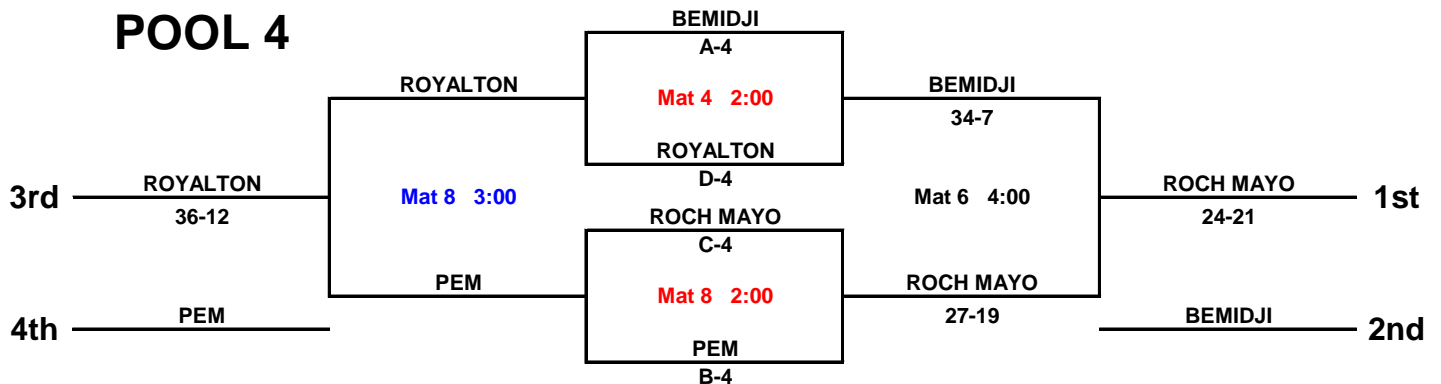 POOL 4
BEMIDJI
A-4
ROYALTON
Mat 4 2:00
BEMIDJI
34-7
ROYALTON
D-4
3rd
ROYALTON
36-12
Mat 8 3:00
Mat 6 4:00
ROCH MAYO
24-21
1st
ROCH MAYO
C-4
PEM
Mat 8 2:00
ROCH MAYO
27-19
4th
PEM
BEMIDJI
2nd
PEM
B-4